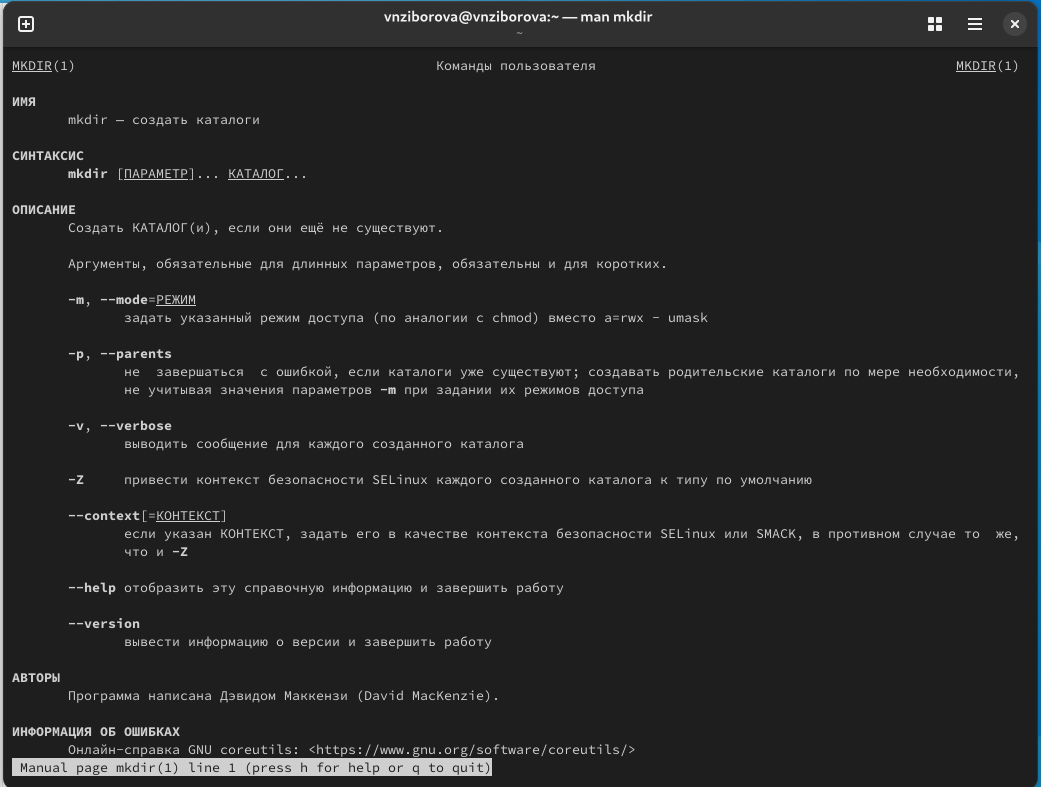 vnziborova@vnziborova:~ — man mkdir
~
MKDIR(1) Команды пользователя MKDIR(1)
ИМЯ
mkdir — создать каталоги
СИНТАКСИС
mkdir [ПАРАМЕТР]... КАТАЛОГ...
ОПИСАНИЕ
Создать КАТАЛОГ(и), если они ещё не существуют.
Аргументы, обязательные для длинных параметров, обязательны и для коротких.
-m, --mode=РЕЖИМ
задать указанный режим доступа (по аналогии с chmod) вместо a=rwx - umask
-p, --parents
не завершаться с ошибкой, если каталоги уже существуют; создавать родительские каталоги по мере необходимости,
не учитывая значения параметров -m при задании их режимов доступа
-v, --verbose
выводить сообщение для каждого созданного каталога
-Z привести контекст безопасности SELinux каждого созданного каталога к типу по умолчанию
--context[=КОНТЕКСТ]
если указан КОНТЕКСТ, задать его в качестве контекста безопасности SELinux или SMACK, в противном случае то же,
что и -Z
--help отобразить эту справочную информацию и завершить работу
--version
вывести информацию о версии и завершить работу
АВТОРЫ
Программа написана Дэвидом Маккензи (David MacKenzie).
ИНФОРМАЦИЯ ОБ ОШИБКАХ
Онлайн-справка GNU coreutils: <https://www.gnu.org/software/coreutils/>
Manual page mkdir(1) line 1 (press h for help or q to quit)